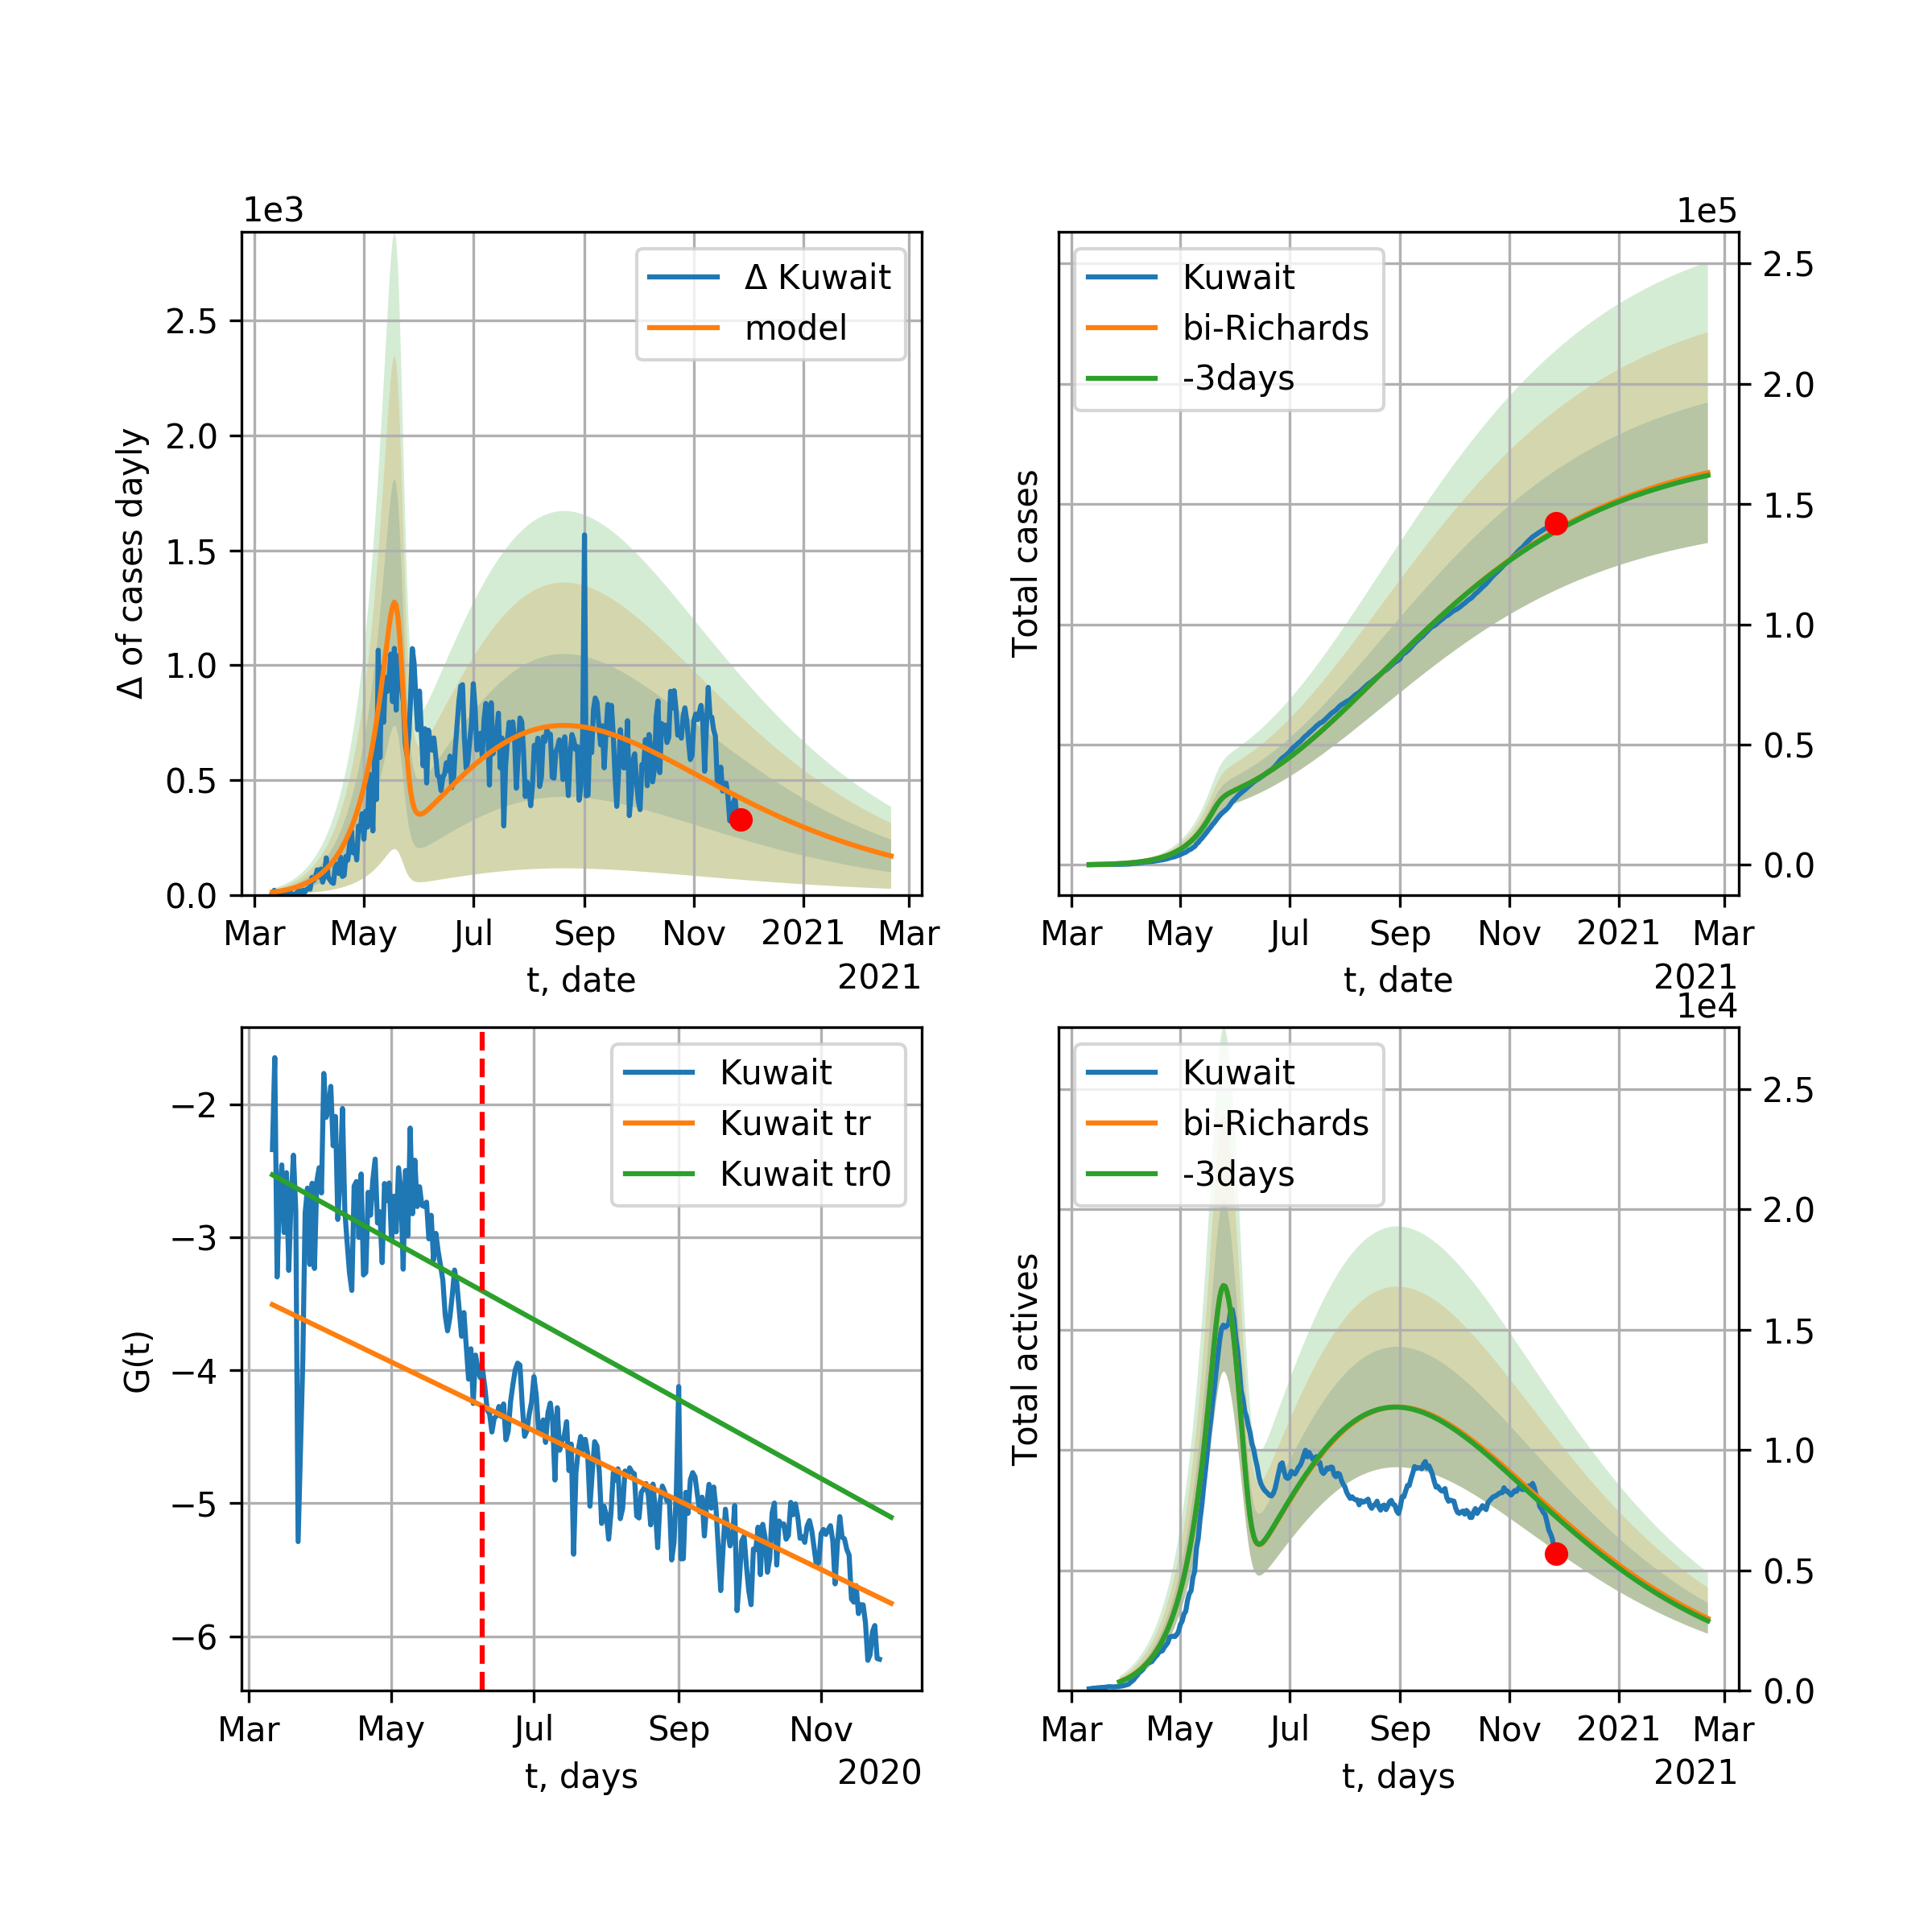 1e3
Δ of cases dayly
2.5
2.0
1.5
1.0
0.5
0.0
Δ Kuwait
model
Mar May Jul Sep Nov 2021 Mar
t, date
2021
1e5
Total cases
Kuwait
bi-Richards
-3days
2.5
2.0
1.5
1.0
0.5
0.0
Mar May Jul Sep Nov 2021 Mar
t, date
2021
G(t)
−2
−3
−4
−5
−6
Kuwait
Kuwait tr
Kuwait tr0
Mar May Jul Sep Nov
t, days
2020
1e4
Total actives
Kuwait
bi-Richards
-3days
2.5
2.0
1.5
1.0
0.5
0.0
Mar May Jul Sep Nov 2021 Mar
t, days
2021